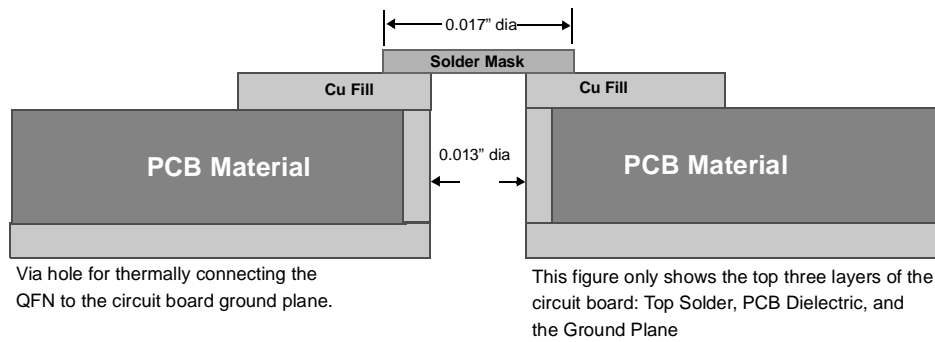 0.017” dia
Solder Mask
Cu Fill
Cu Fill
PCB Material
0.013” dia
PCB Material
Via hole for thermally connecting the
QFN to the circuit board ground plane.
This figure only shows the top three layers of the
circuit board: Top Solder, PCB Dielectric, and
the Ground Plane